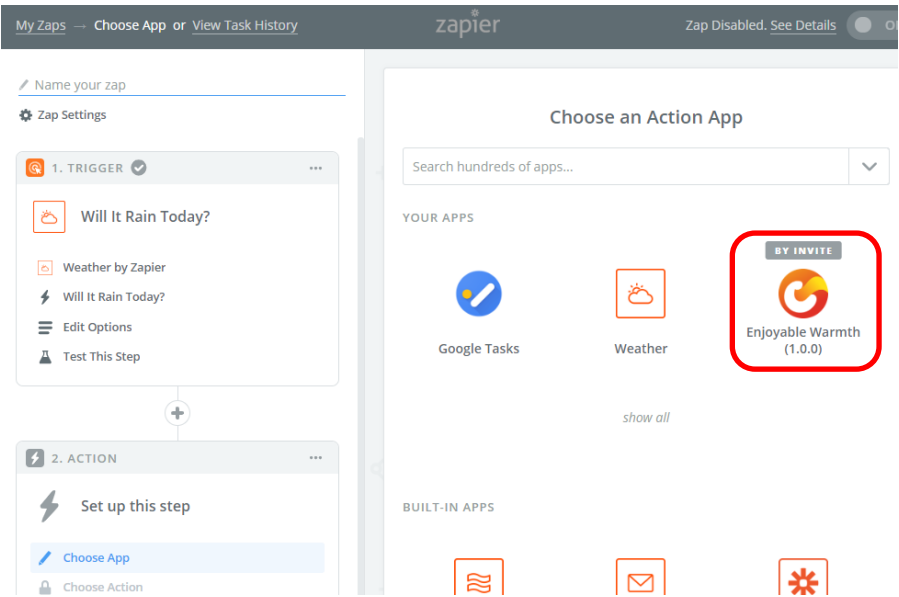 My Zaps → Choose App or View Task History
zapier
Zap Disabled. See Details
Name your zap
Zap Settings
1. TRIGGER
Will It Rain Today?
Weather by Zapier
Will It Rain Today?
Edit Options
Test This Step
2. ACTION
Set up this step
Choose App
Choose Action
Choose an Action App
Search hundreds of apps...
YOUR APPS
BY INVITE
Google Tasks
Weather
Enjoyable Warmth
(1.0.0)
show all
BUILT-IN APPS